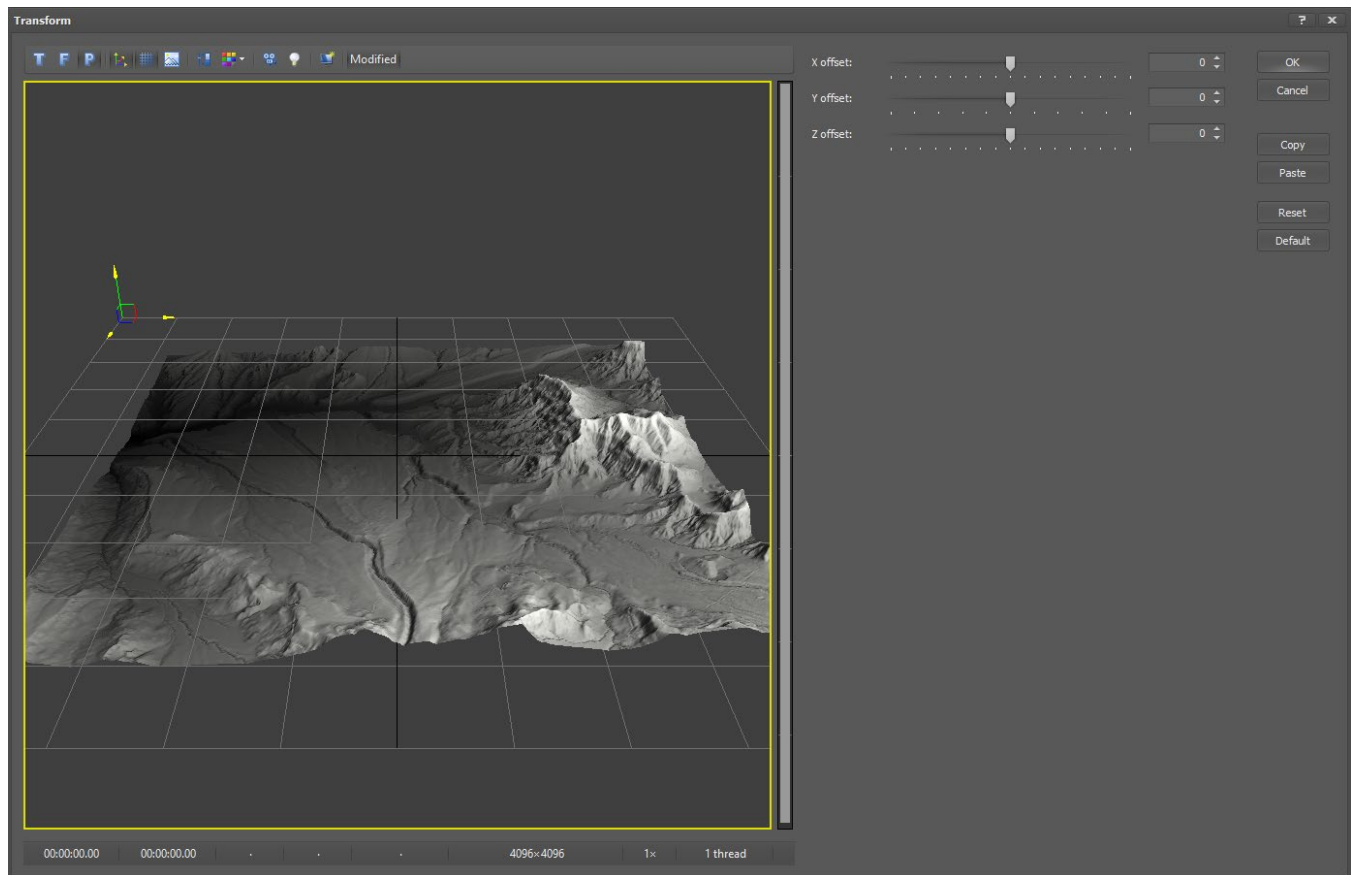 Transform
? x
T F P Modified
X offset: 0 OK
Y offset: 0 Cancel
Z offset: 0 Copy
Paste
Reset
Default
00:00:00.00 00:00:00.00 . . . 4096×4096 1× 1 thread